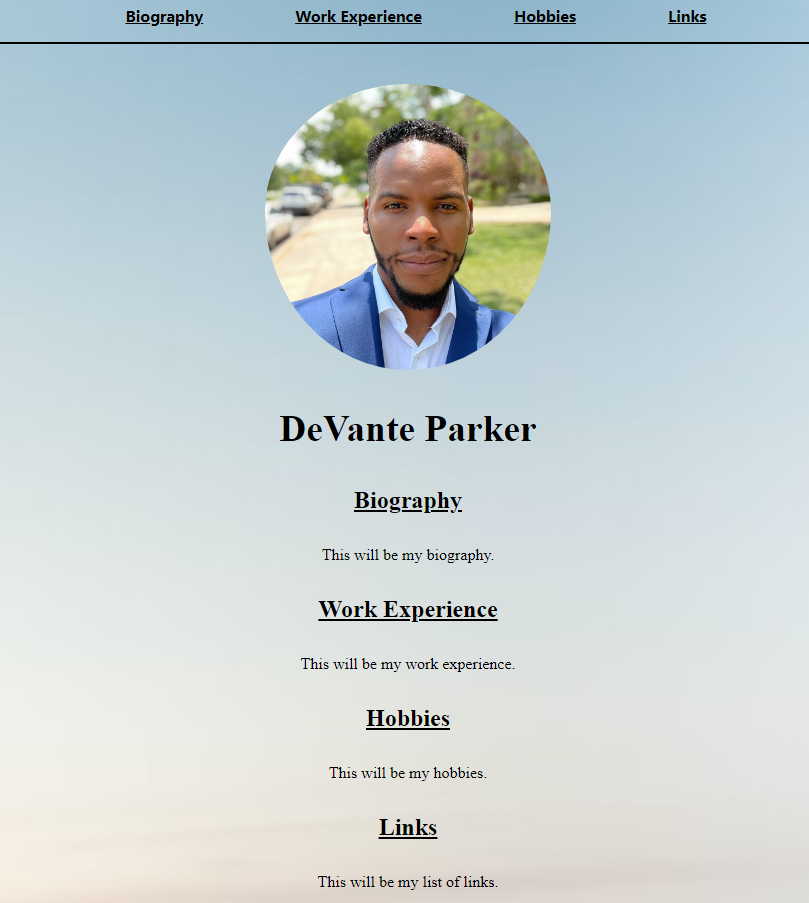 Biography Work Experience Hobbies Links
DeVante Parker
Biography
This will be my biography.
Work Experience
This will be my work experience.
Hobbies
This will be my hobbies.
Links
This will be my list of links.